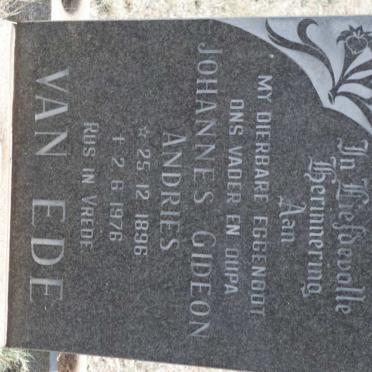 In Liefdevolle
Herinnering
Aan
MY DIERBARE EGGENOOT
ONS VADER EN OUPA
JOHANNES GIDEON
ANDRIES
☆ 25.12.1896
† 2.6.1976
RUS IN VREDE
VAN EDE